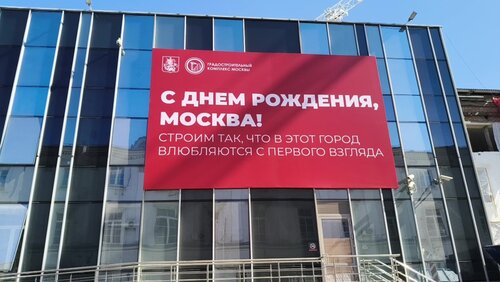 ГРАДОСТРОИТЕЛЬНЫЙ
КОМПЛЕКС МОСКВЫ
С ДНЕМ РОЖДЕНИЯ,
МОСКВА!
СТРОИМ ТАК, ЧТО В ЭТОТ ГОРОД
ВЛЮБЛЯЮТСЯ С ПЕРВОГО ВЗГЛЯДА